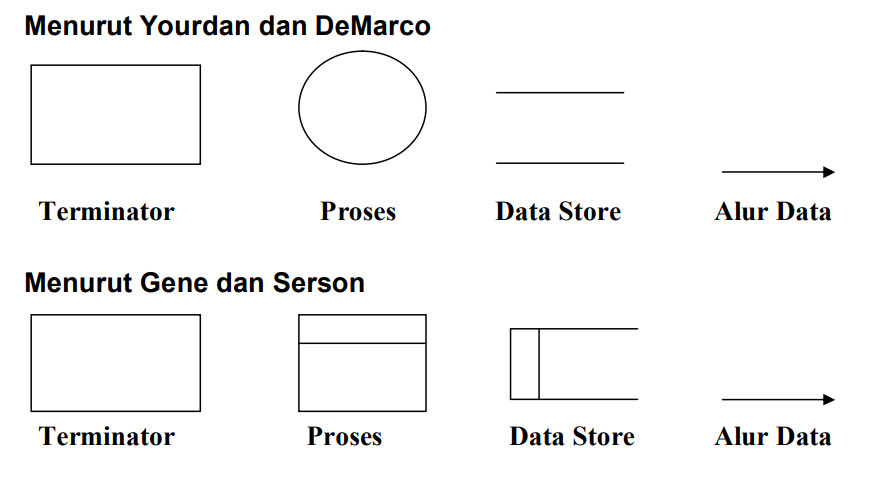 Menurut Yourdan dan DeMarco
Terminator Proses Data Store Alur Data
Menurut Gene dan Serson
Terminator Proses Data Store Alur Data